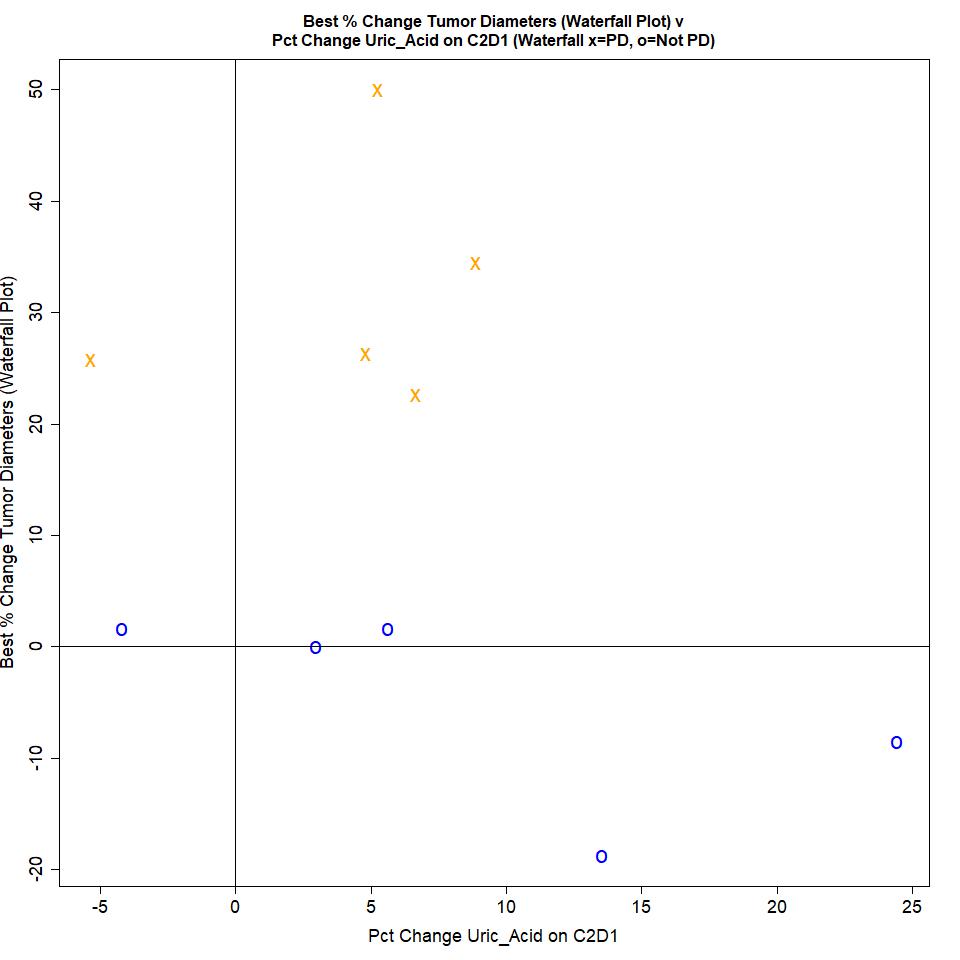 Best % Change Tumor Diameters (Waterfall Plot) v
Pct Change Uric_Acid on C2D1 (Waterfall x=PD, o=Not PD)
Best % Change Tumor Diameters (Waterfall Plot)
50
40
30
20
10
0
-10
-20
X
X
X
X
X
O
O
O
O
O
-5
0
5
10
15
20
25
Pct Change Uric_Acid on C2D1